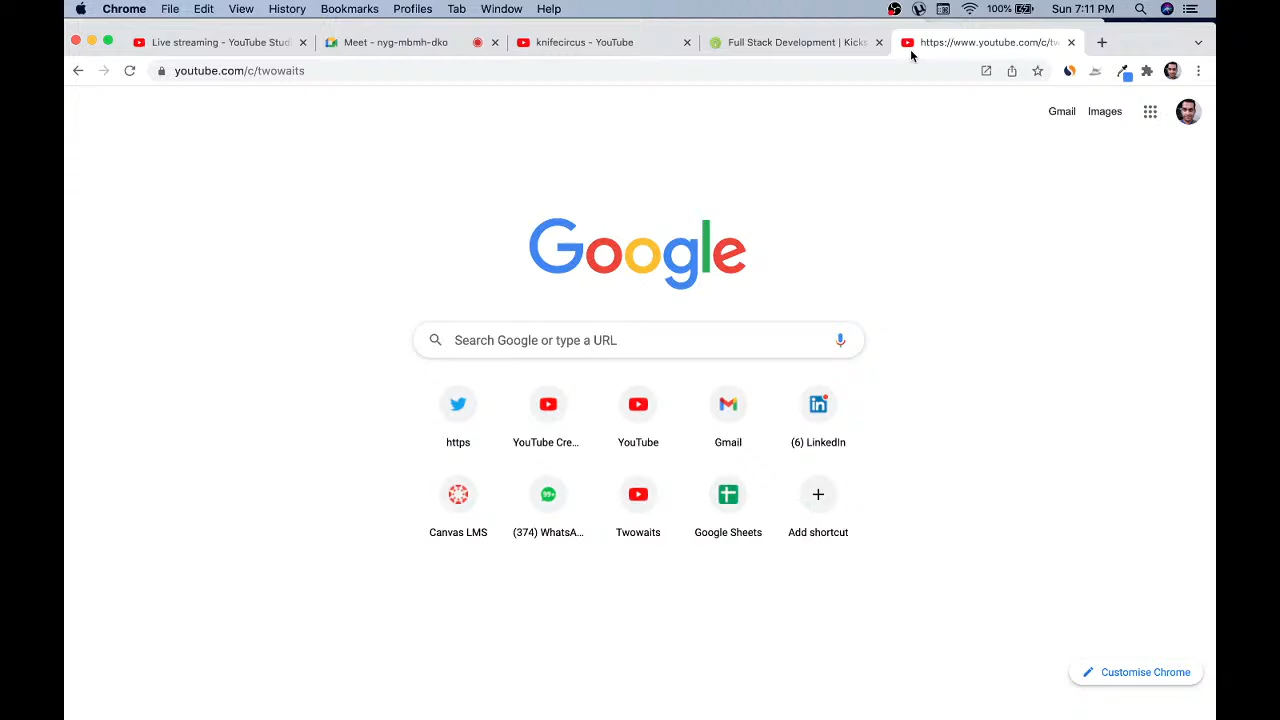 Chrome File Edit View History Bookmarks Profiles Tab Window Help 100% Sun 7:11 PM
Live streaming - YouTube Stud Meet - nyg-mbmh-dko knifecircus - YouTube Full Stack Development | Kicks https://www.youtube.com/c/tw
youtube.com/c/twowaits
Gmail Images
Google
Search Google or type a URL
https YouTube Cre... YouTube Gmail (6) LinkedIn
99+
Canvas LMS (374) WhatsA... Twowaits Google Sheets Add shortcut
Customise Chrome